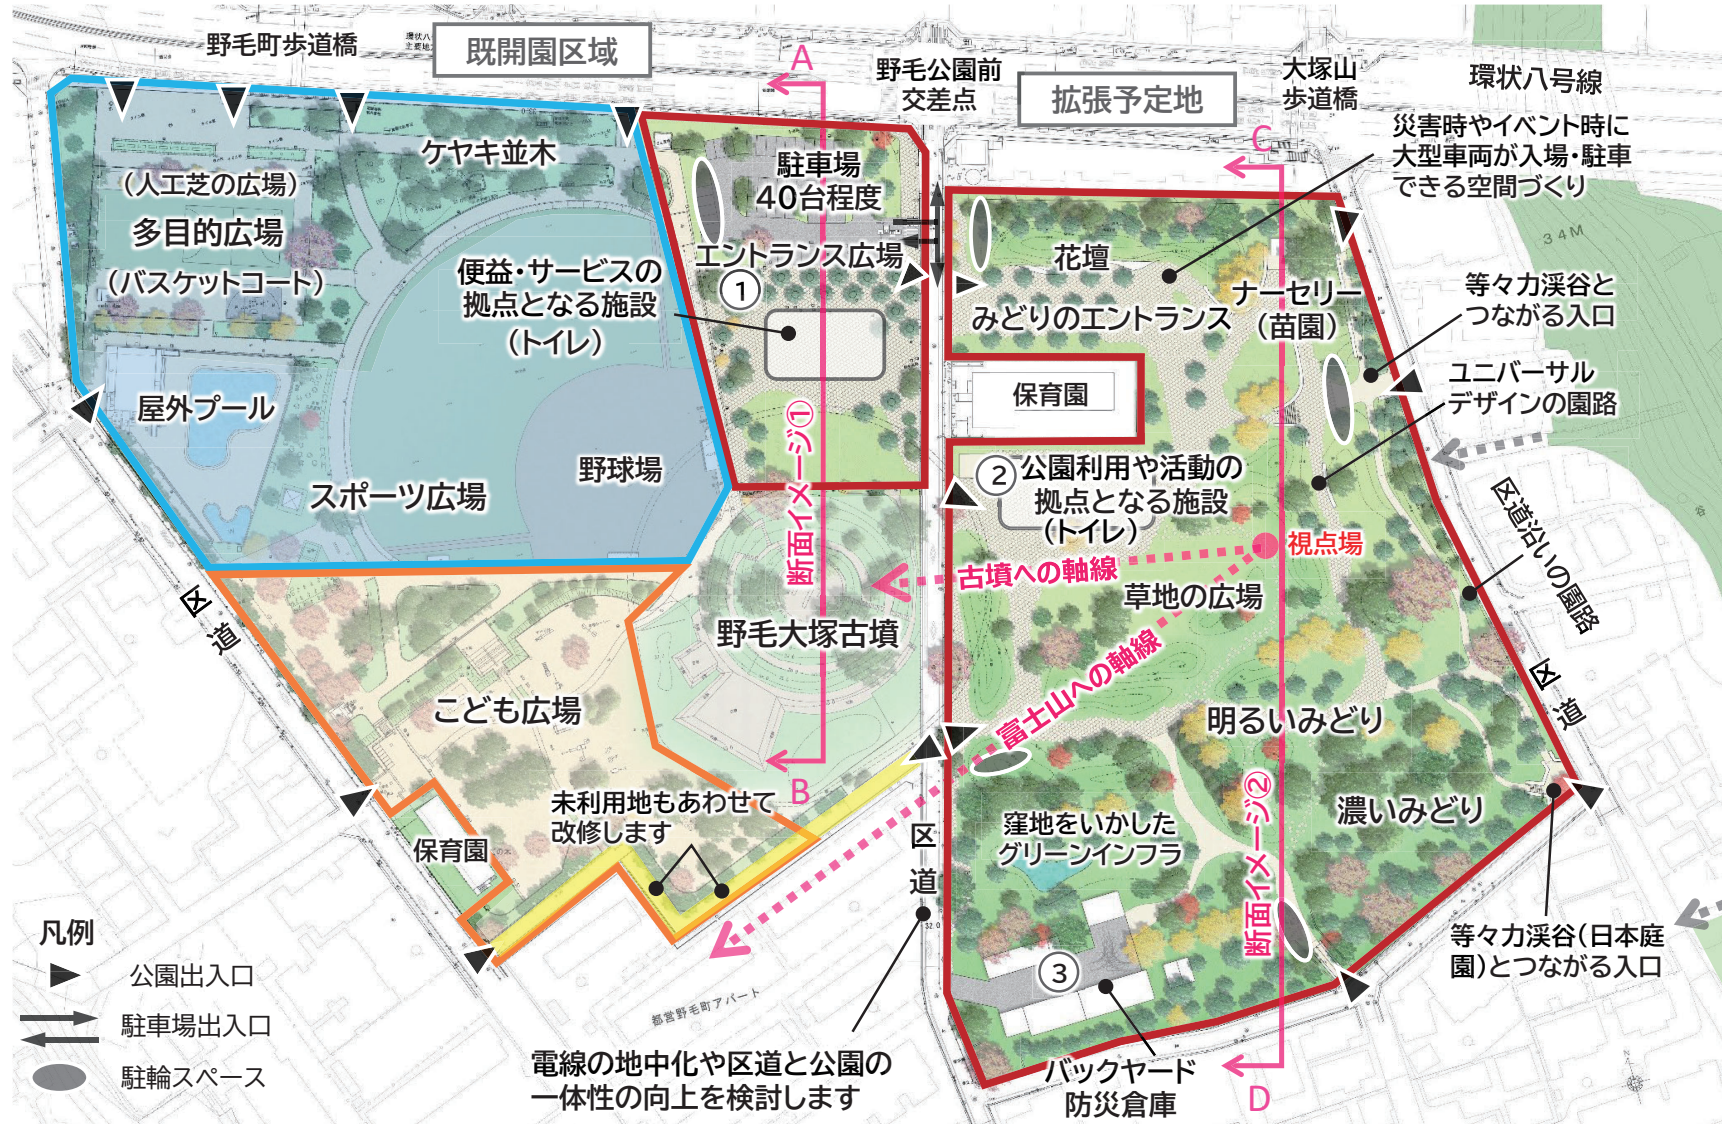 野毛町歩道橋
既開園区域
A
野毛公園前
交差点
拡張予定地
大塚山
歩道橋
環状八号線
災害時やイベント時に
大型車両が入場・駐車
できる空間づくり
C
ケヤキ並木
(人工芝の広場)
多目的広場
(バスケットコート)
駐車場
40台程度
エントランス広場
①
便益・サービスの
拠点となる施設
(トイレ)
花壇
みどりのエントランス
ナーセリー
(苗園)
34M
等々力渓谷と
つながる入口
ユニバーサル
デザインの園路
保育園
屋外プール
スポーツ広場
野球場
断面イメージ①
②
公園利用や活動の
拠点となる施設
(トイレ)
視点場
古墳への軸線
草地の広場
区道沿いの園路
谷
区道
区道
野毛大塚古墳
富士山への軸線
こども広場
明るいみどり
濃いみどり
B
未利用地もあわせて
改修します
保育園
区道
窪地をいかした
グリーンインフラ
断面イメージ②
32.0
③
等々力渓谷(日本庭
園)とつながる入口
都営野毛町アパート
凡例
公園出入口
駐車場出入口
駐輪スペース
電線の地中化や区道と公園の
一体性の向上を検討します
バックヤード
防災倉庫
D
N